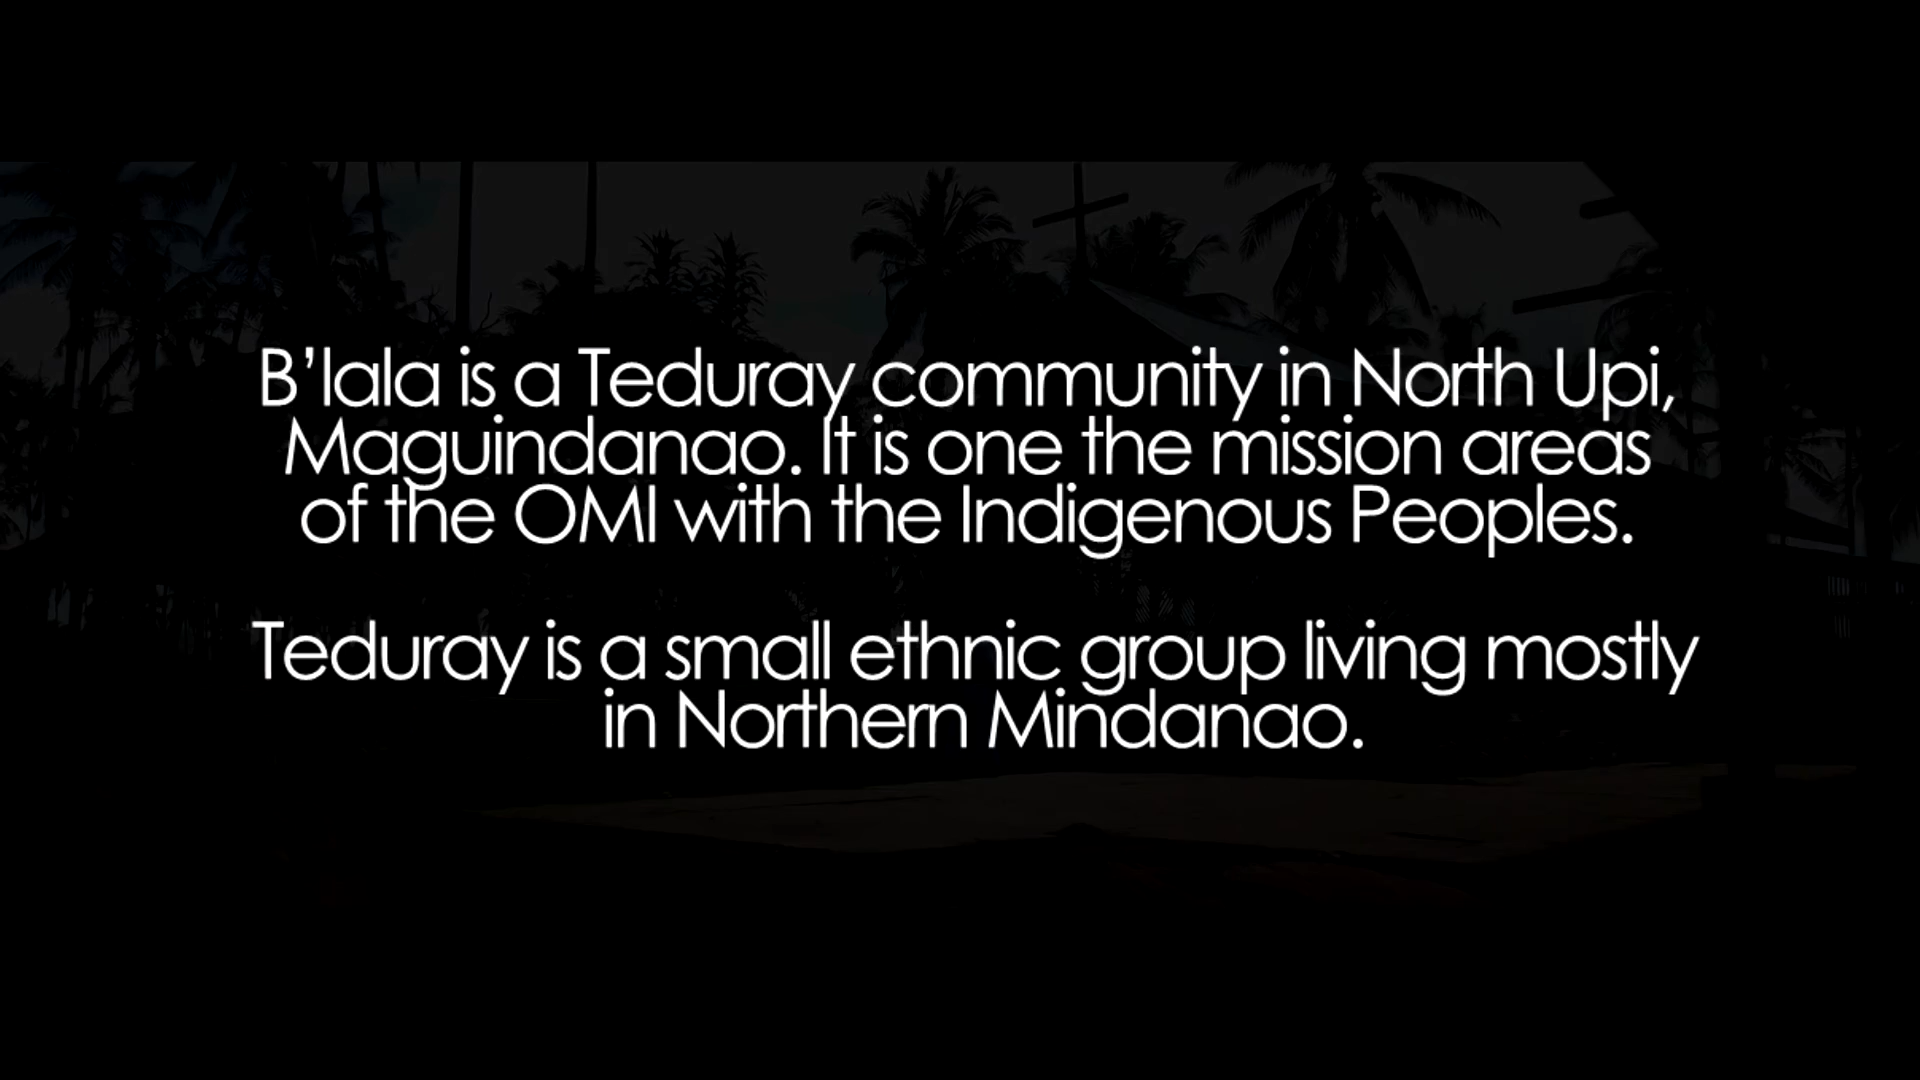 B’lala is a Teduray community in North Upi,
Maguindanao. It is one the mission areas
of the OMI with the Indigenous Peoples.
Teduray is a small ethnic group living mostly
in Northern Mindanao.